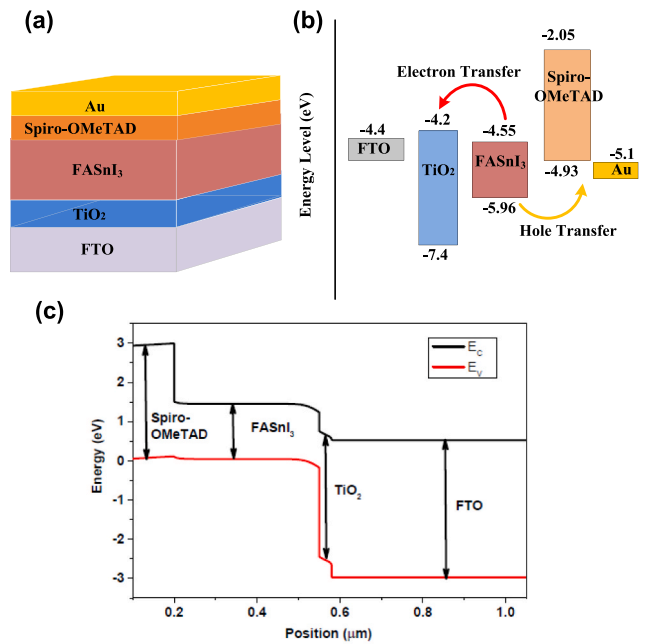 (a)
Au
Spiro-OMeTAD
FASnI₃
TiO₂
FTO
(b)
Energy Level (eV)
-2.05
Electron Transfer
Spiro-
OMeTAD
-4.4
FTO
-4.2
TiO₂
-7.4
-4.55
FASnI₃
-5.96
-4.93
-5.1
Au
Hole Transfer
(c)
Energy (eV)
3
2
1
0
-1
-2
-3
E_C
E_V
Spiro-
OMeTAD
FASnI₃
TiO₂
FTO
0.2
0.4
0.6
0.8
1.0
Position (μm)